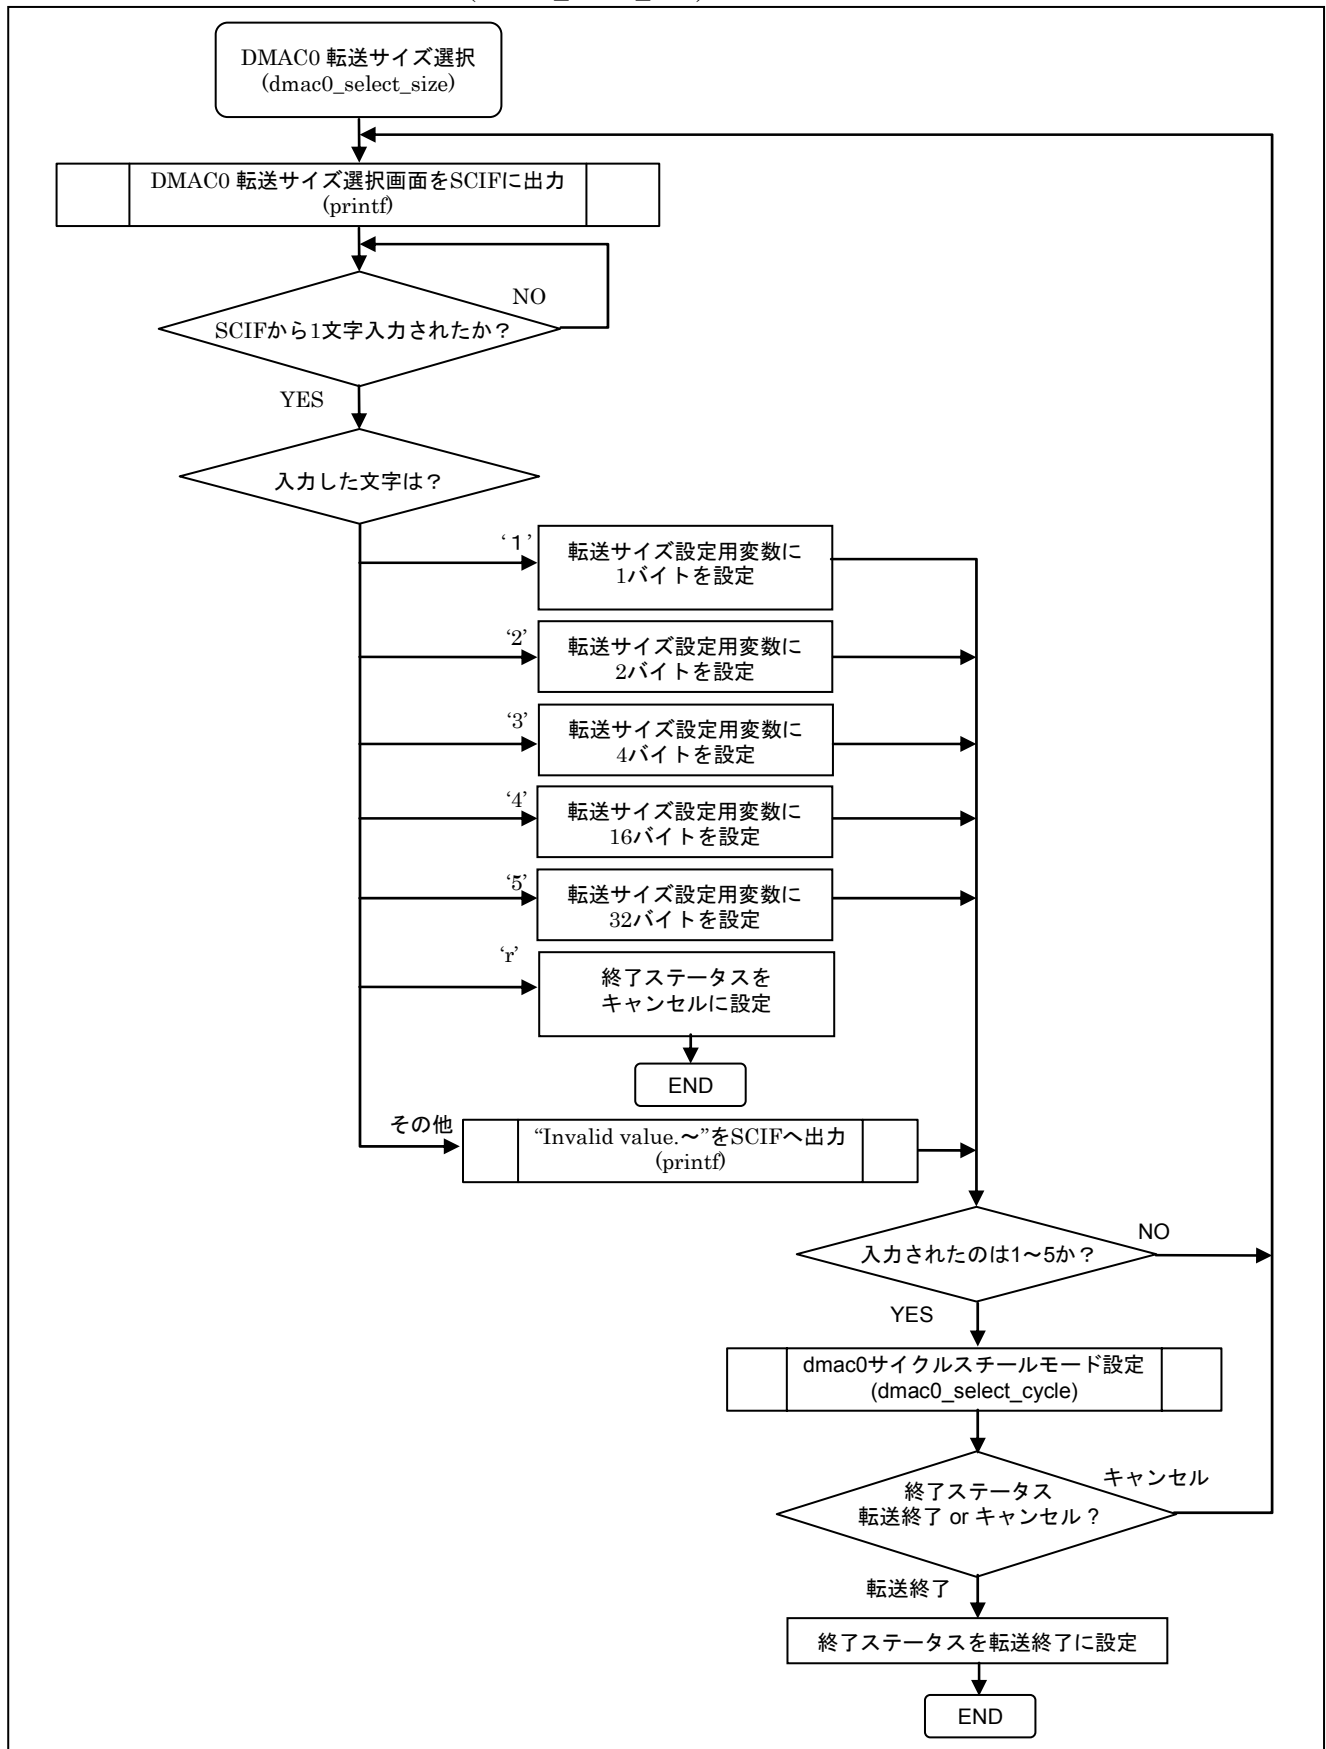 DMAC0 転送サイズ選択
(dmac0_select_size)
DMAC0 転送サイズ選択画面をSCIFに出力
(printf)
NO
SCIFから1文字入力されたか？
YES
入力した文字は？
‘１’
転送サイズ設定用変数に
1バイトを設定
‘2’
転送サイズ設定用変数に
2バイトを設定
‘3’
転送サイズ設定用変数に
4バイトを設定
‘4’
転送サイズ設定用変数に
16バイトを設定
‘5’
転送サイズ設定用変数に
32バイトを設定
‘r’
終了ステータスを
キャンセルに設定
END
その他
“Invalid value.～”をSCIFへ出力
(printf)
NO
入力されたのは1～5か？
YES
dmac0サイクルスチールモード設定
(dmac0_select_cycle)
キャンセル
終了ステータス
転送終了 or キャンセル？
転送終了
終了ステータスを転送終了に設定
END